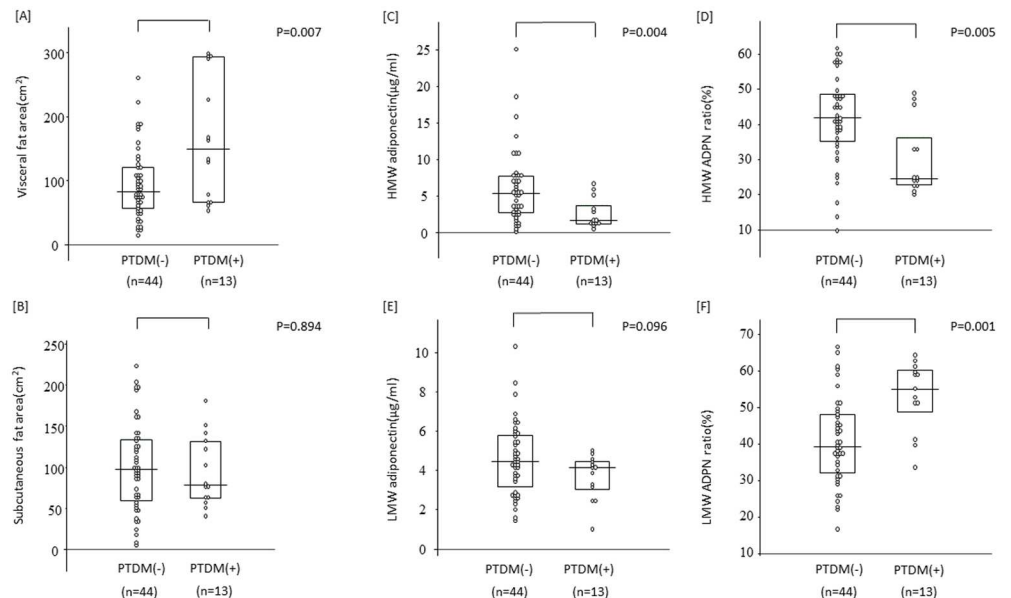 [A]
P=0.007
Visceral fat area(cm²)
300
200
100
0
PTDM(-)
PTDM(+)
(n=44)
(n=13)
[C]
P=0.004
HMW adiponectin(μg/ml)
25
20
15
10
5
0
PTDM(-)
PTDM(+)
(n=44)
(n=13)
[D]
P=0.005
HMW ADPN ratio(%)
60
50
40
30
20
10
PTDM(-)
PTDM(+)
(n=44)
(n=13)
[B]
P=0.894
Subcutaneous fat area(cm²)
250
200
150
100
50
0
PTDM(-)
PTDM(+)
(n=44)
(n=13)
[E]
P=0.096
LMW adiponectin(μg/ml)
10
8
6
4
2
0
PTDM(-)
PTDM(+)
(n=44)
(n=13)
[F]
P=0.001
LMW ADPN ratio(%)
70
60
50
40
30
20
10
PTDM(-)
PTDM(+)
(n=44)
(n=13)